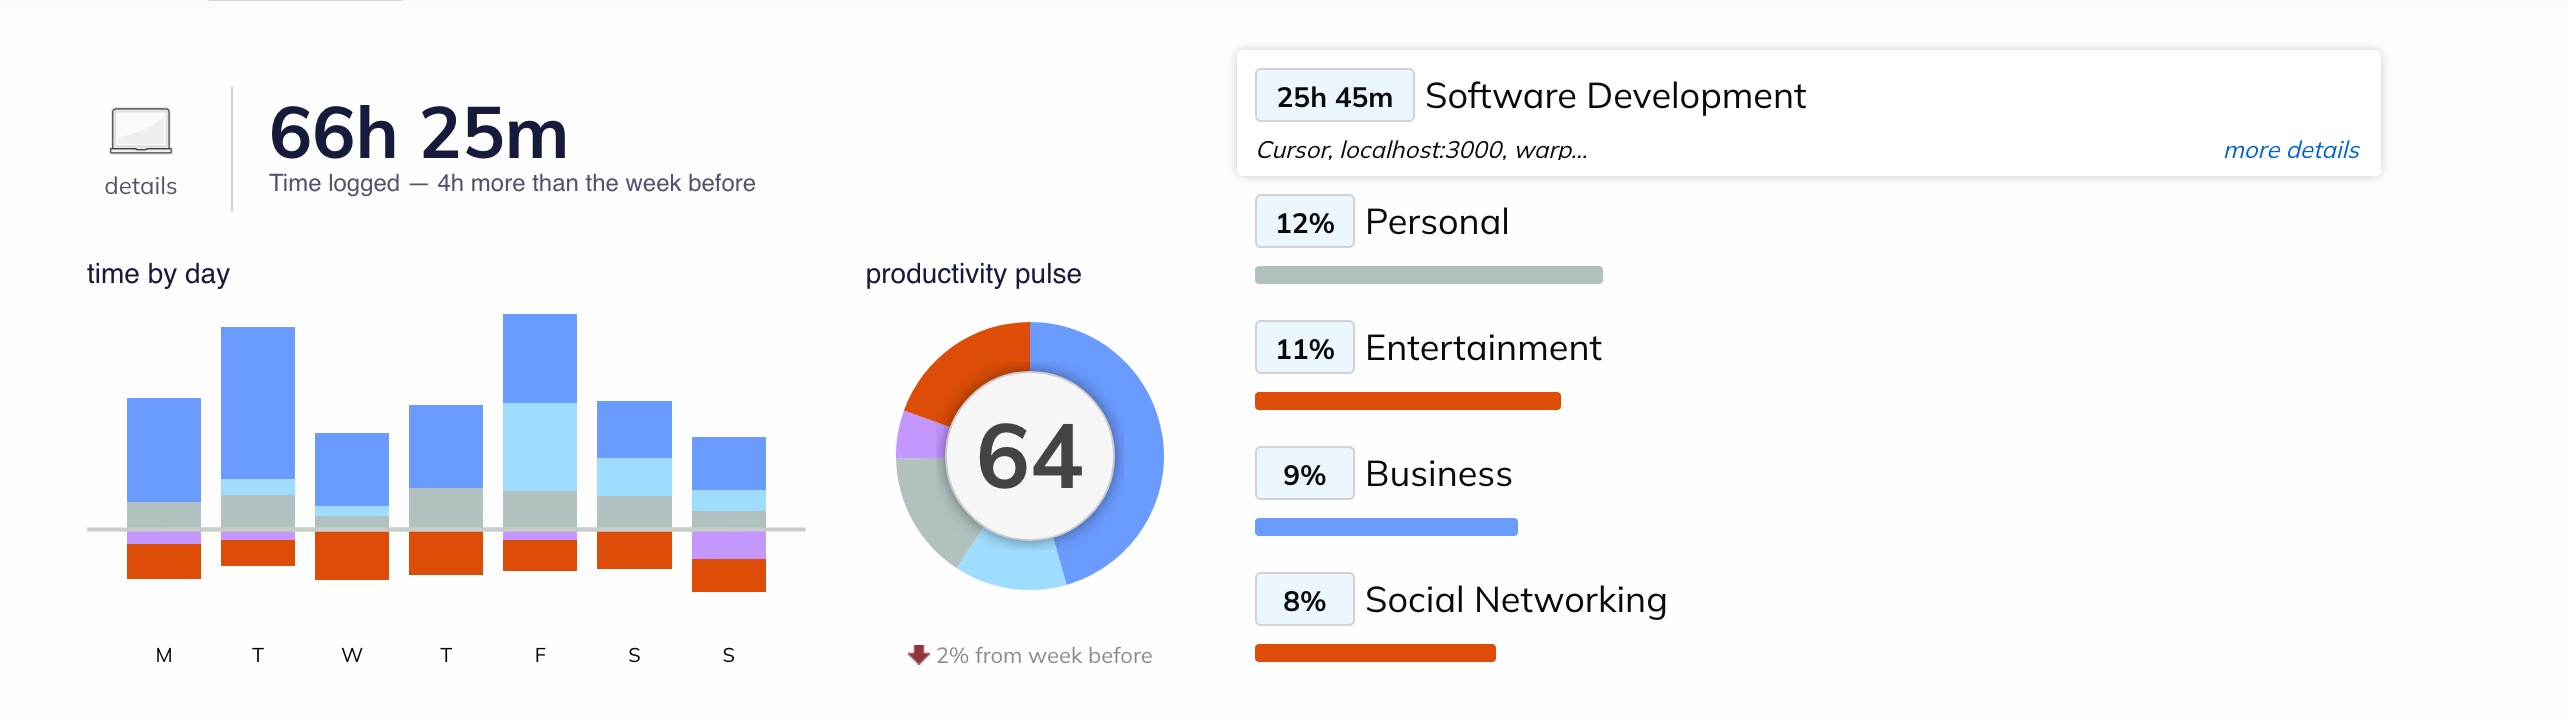 details
66h 25m
Time logged — 4h more than the week before
time by day
M T W T F S S
productivity pulse
64
2% from week before
25h 45m Software Development
Cursor, localhost:3000, warp...
more details
12% Personal
11% Entertainment
9% Business
8% Social Networking